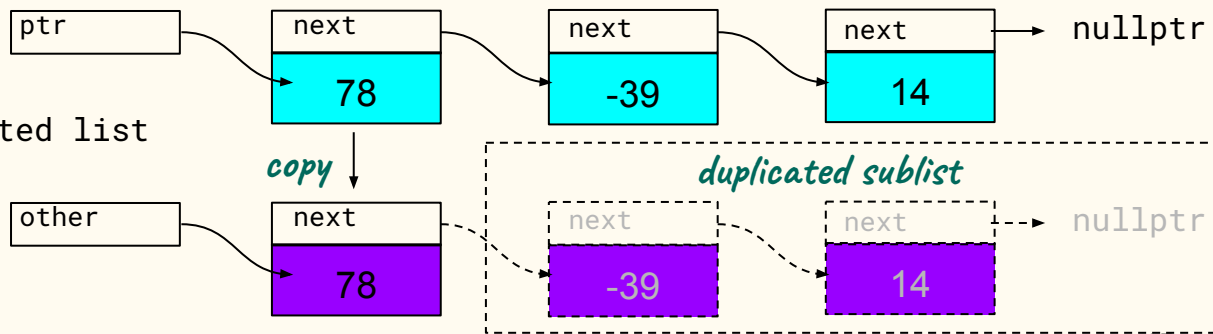 ptr next next next nullptr
78 -39 14
ted list
copy duplicated sublist
other next next next nullptr
78 -39 14